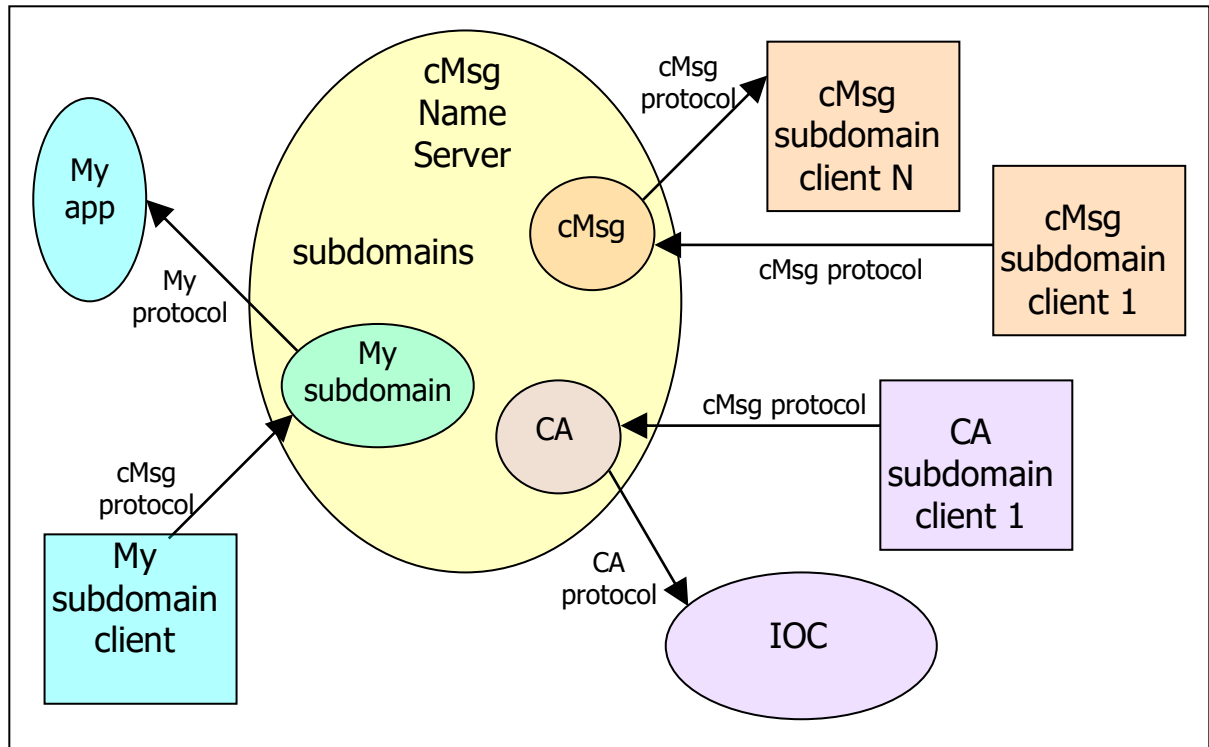 cMsg
Name
Server
subdomains
cMsg
protocol
cMsg
subdomain
client N
cMsg
cMsg protocol
cMsg
subdomain
client 1
My
app
My
protocol
My
subdomain
cMsg
protocol
My
subdomain
client
CA
cMsg protocol
CA
subdomain
client 1
CA
protocol
IOC